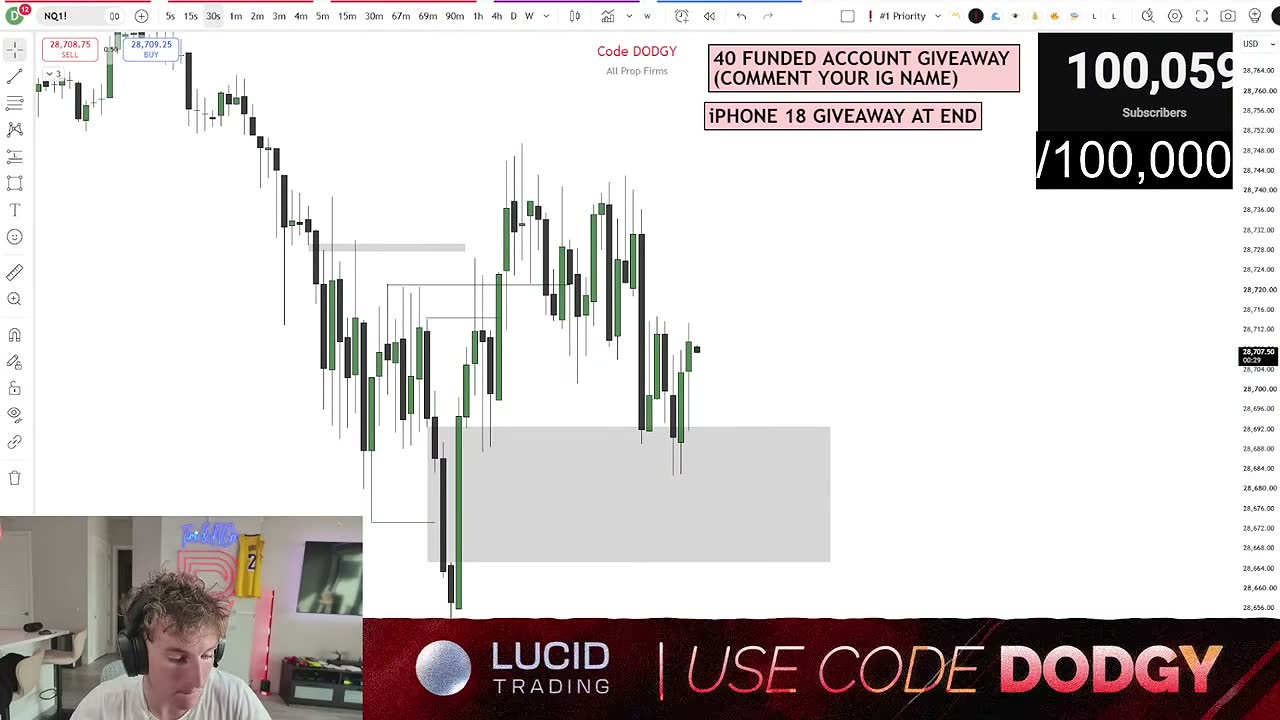 D 12 NQ1! 5s 15s 30s 1m 2m 3m 4m 5m 15m 30m 67m 69m 90m 1h 4h D W w #1 Priority L L
28,708.75
SELL
28,709.25
BUY
3
Code DODGY
All Prop Firms
40 FUNDED ACCOUNT GIVEAWAY
(COMMENT YOUR IG NAME)
iPHONE 18 GIVEAWAY AT END
100,059
Subscribers
/100,000
USD
28,764.00
28,760.00
28,756.00
28,752.00
28,748.00
28,744.00
28,740.00
28,736.00
28,732.00
28,728.00
28,724.00
28,720.00
28,716.00
28,712.00
28,707.50
00:29
28,704.00
28,700.00
28,696.00
28,692.00
28,688.00
28,684.00
28,680.00
28,676.00
28,672.00
28,668.00
28,664.00
28,660.00
28,656.00
LUCID
TRADING
USE CODE DODGY